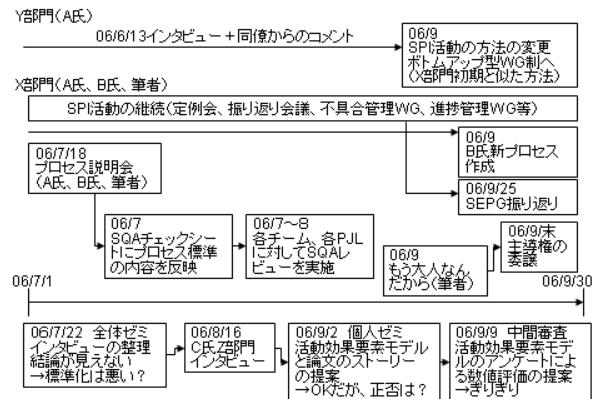 Y部門(A氏)
06/6/13インタビュー＋同僚からのコメント
06/9
SPI活動の方法の変更
ボトムアップ型WG制へ
(X部門初期と似た方法)
X部門(A氏、B氏、筆者)
SPI活動の継続(定例会、振り返り会議、不具合管理WG、進捗管理WG等)
06/9
B氏新プロセス
作成
06/7/18
プロセス説明会
(A氏、B氏、筆者)
06/9/25
SEPG振り返り
06/7
SQAチェックシー
トにプロセス標準
の内容を反映
06/7～8
各チーム、各PJL
に対してSQAレ
ビューを実施
06/9
もう大人なん
だから(筆者)
06/9/末
主導権の
委譲
06/7/1
06/9/30
06/7/22 全体ゼミ
インタビューの整理
結論が見えない
→標準化は悪い？
06/8/16
C氏Z部門
インタビュー
06/9/2 個人ゼミ
活動効果要素モデル
と論文のストーリー
の提案
→OKだが、正否は？
06/9/9 中間審査
活動効果要素モデ
ルのアンケートによ
る数値評価の提案
→ぎりぎり